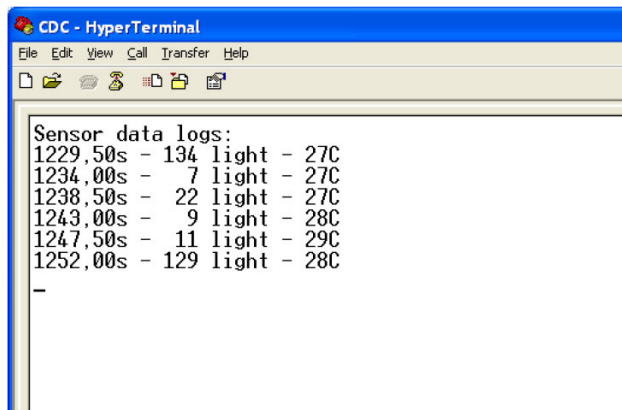 CDC - HyperTerminal
File Edit View Call Transfer Help
Sensor data logs:
1229,50s - 134 light - 27C
1234,00s -   7 light - 27C
1238,50s -  22 light - 27C
1243,00s -   9 light - 28C
1247,50s -  11 light - 29C
1252,00s - 129 light - 28C
_